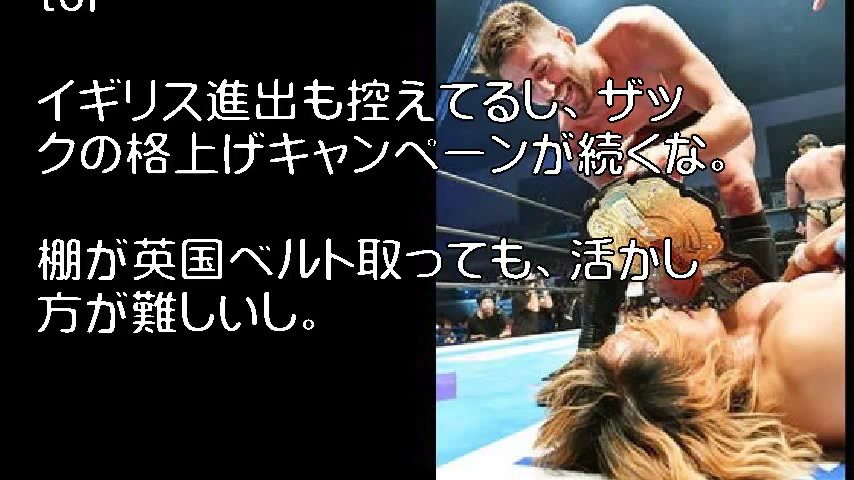 イギリス進出も控えてるし、ザッ
クの格上げキャンペーンが続くな。
棚が英国ベルト取っても、活かし
方が難しいし。